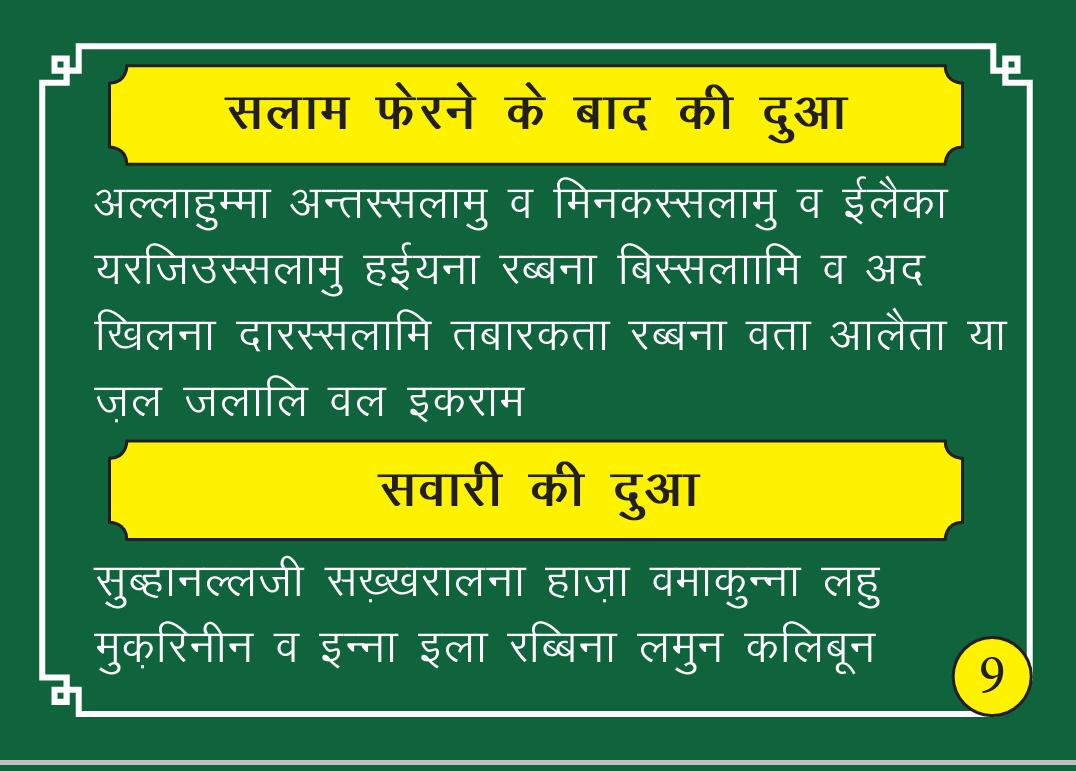 सलाम फेरने के बाद की दुआ
अल्लाहुम्मा अन्तस्सलामु व मिनकस्सलामु व ईलैका
यरजिउस्सलामु हईयना रब्बना बिस्सलाामि व अद
खिलना दारस्सलामि तबारकता रब्बना वता आलैता या
ज़ल जलालि वल इकराम
सवारी की दुआ
सुब्हानल्लजी सख़्खरालना हाज़ा वमाकुन्ना लहु
मुक़रिनीन व इन्ना इला रब्बिना लमुन कलिबून
9